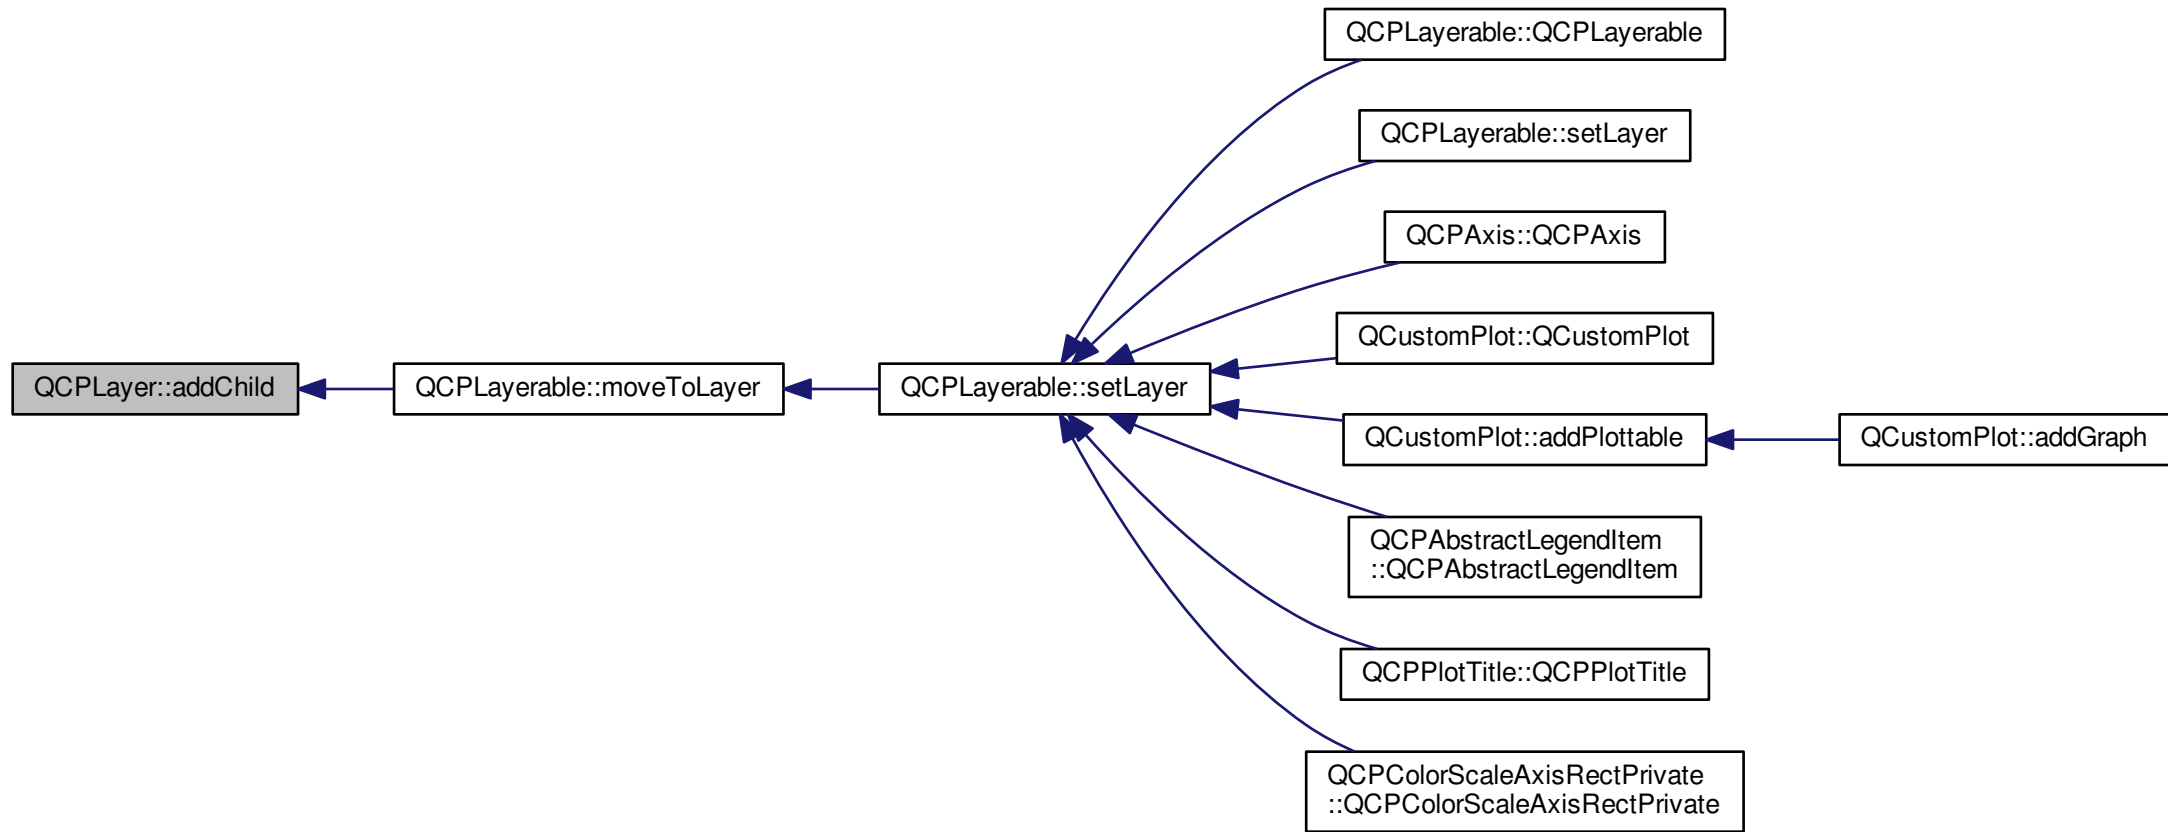 QCPLayerable::QCPLayerable
QCPLayerable::setLayer
QCPAxis::QCPAxis
QCustomPlot::QCustomPlot
QCPLayer::addChild
QCPLayerable::moveToLayer
QCPLayerable::setLayer
QCustomPlot::addPlottable
QCustomPlot::addGraph
QCPAbstractLegendItem
::QCPAbstractLegendItem
QCPPlotTitle::QCPPlotTitle
QCPColorScaleAxisRectPrivate
::QCPColorScaleAxisRectPrivate